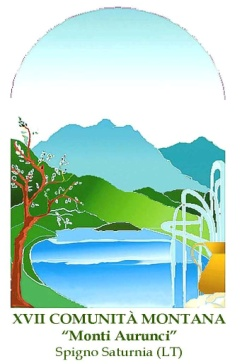 XVII COMUNITÀ MONTANA
“Monti Aurunci”
Spigno Saturnia (LT)